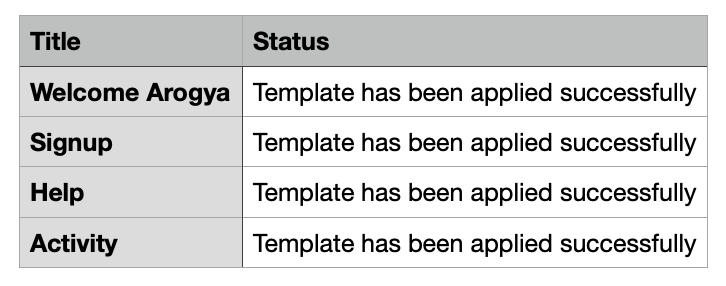 Title Status
Welcome Arogya Template has been applied successfully
Signup Template has been applied successfully
Help Template has been applied successfully
Activity Template has been applied successfully